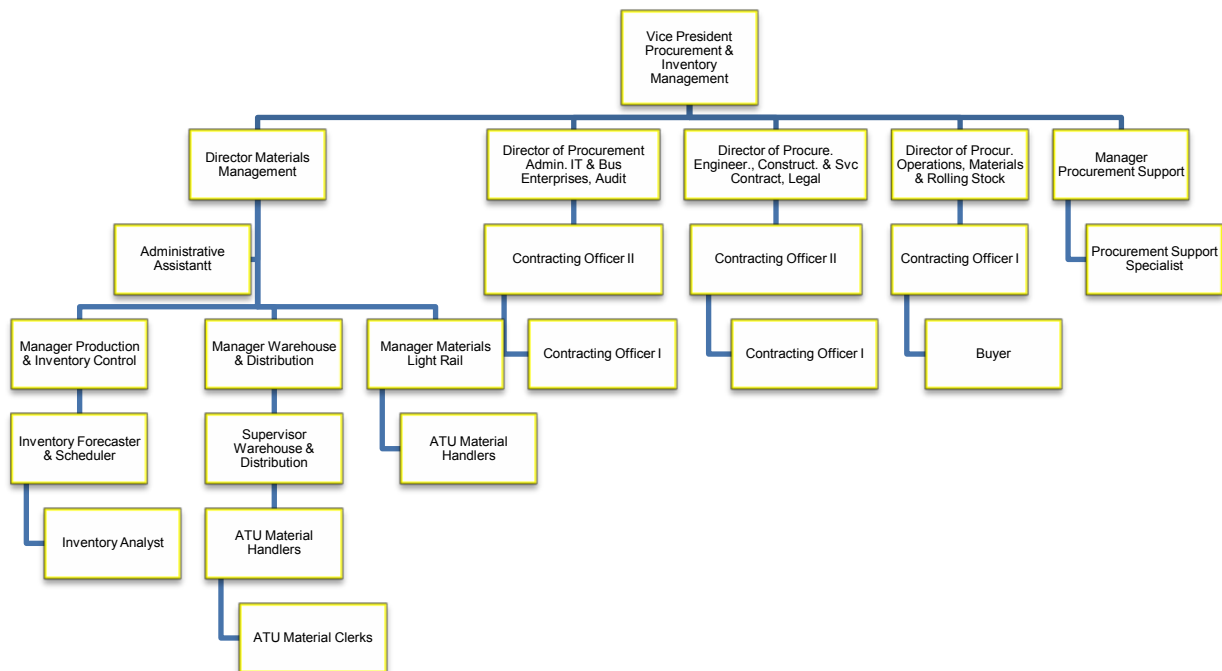 Vice President
Procurement &
Inventory
Management
Director Materials
Management
Director of Procurement
Admin. IT & Bus
Enterprises, Audit
Director of Procure.
Engineer., Construct. & Svc
Contract, Legal
Director of Procur.
Operations, Materials
& Rolling Stock
Manager
Procurement Support
Administrative
Assistantt
Contracting Officer II
Contracting Officer II
Contracting Officer I
Procurement Support
Specialist
Manager Production
& Inventory Control
Manager Warehouse
& Distribution
Manager Materials
Light Rail
Contracting Officer I
Contracting Officer I
Buyer
Inventory Forecaster
& Scheduler
Supervisor
Warehouse &
Distribution
ATU Material
Handlers
Inventory Analyst
ATU Material
Handlers
ATU Material Clerks